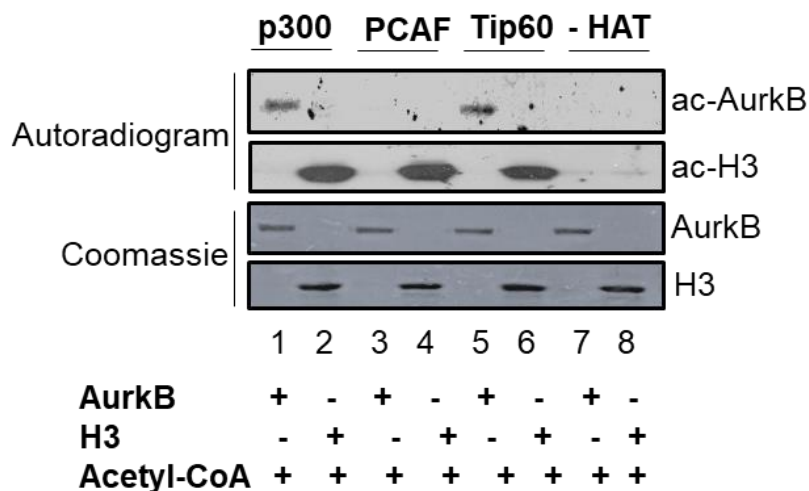 p300 PCAF Tip60 - HAT
Autoradiogram
ac-AurkB
ac-H3
Coomassie
AurkB
H3
1 2 3 4 5 6 7 8
AurkB + - + - + - + -
H3 - + - + - + - +
Acetyl-CoA + + + + + + + +